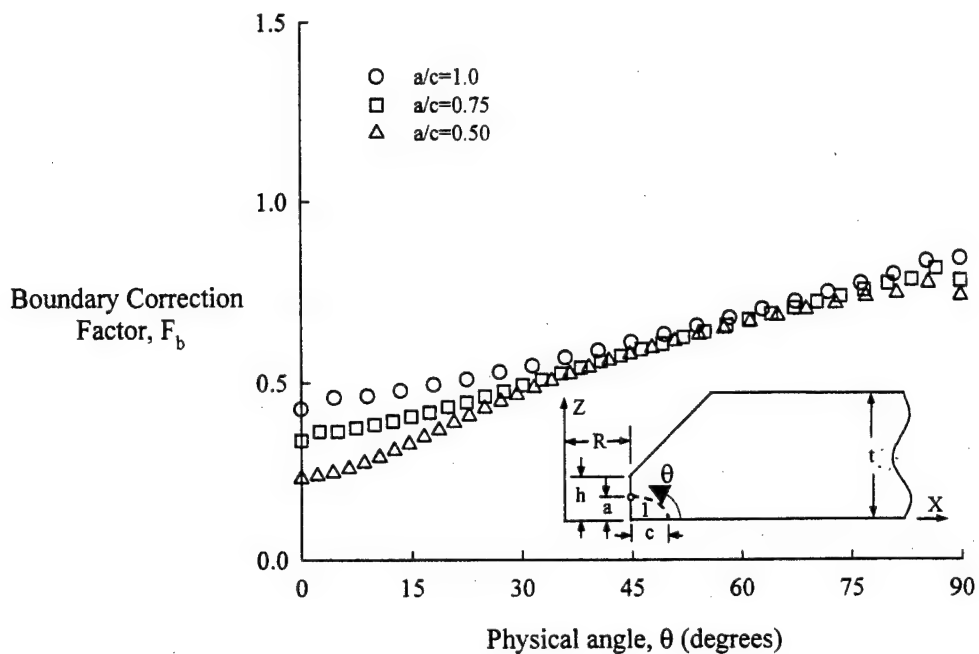 1.5
a/c=1.0
a/c=0.75
a/c=0.50
1.0
Boundary Correction
Factor, F_b
0.5
Z
R
θ
t
h
a
1
c
X
0.0
0 15 30 45 60 75 90
Physical angle, θ (degrees)